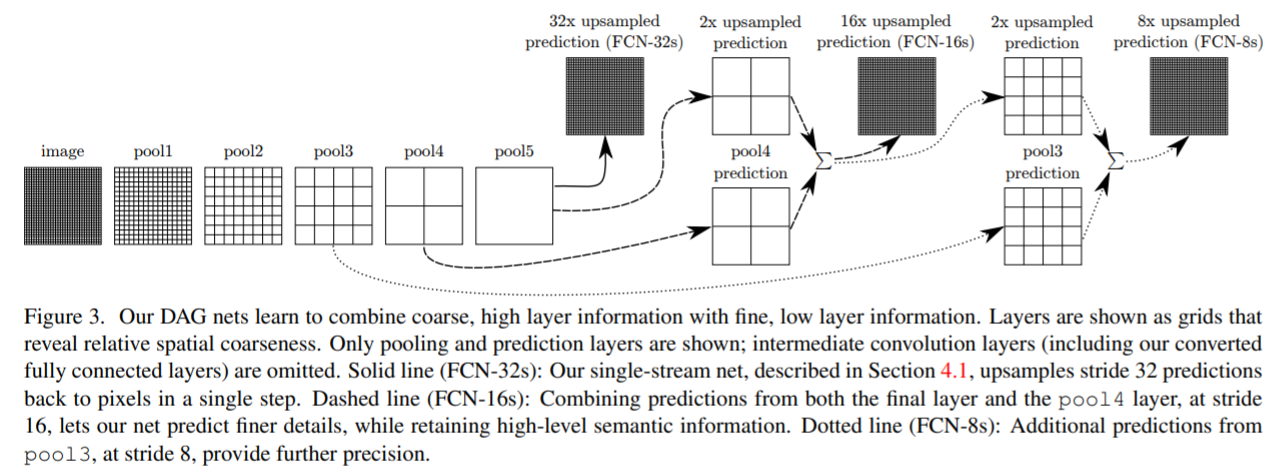 32x upsampled
prediction (FCN-32s)
2x upsampled
prediction
16x upsampled
prediction (FCN-16s)
2x upsampled
prediction
8x upsampled
prediction (FCN-8s)
image
pool1
pool2
pool3
pool4
pool5
pool4
prediction
Σ
pool3
prediction
Σ
Figure 3. Our DAG nets learn to combine coarse, high layer information with fine, low layer information. Layers are shown as grids that
reveal relative spatial coarseness. Only pooling and prediction layers are shown; intermediate convolution layers (including our converted
fully connected layers) are omitted. Solid line (FCN-32s): Our single-stream net, described in Section 4.1, upsamples stride 32 predictions
back to pixels in a single step. Dashed line (FCN-16s): Combining predictions from both the final layer and the pool4 layer, at stride
16, lets our net predict finer details, while retaining high-level semantic information. Dotted line (FCN-8s): Additional predictions from
pool3, at stride 8, provide further precision.